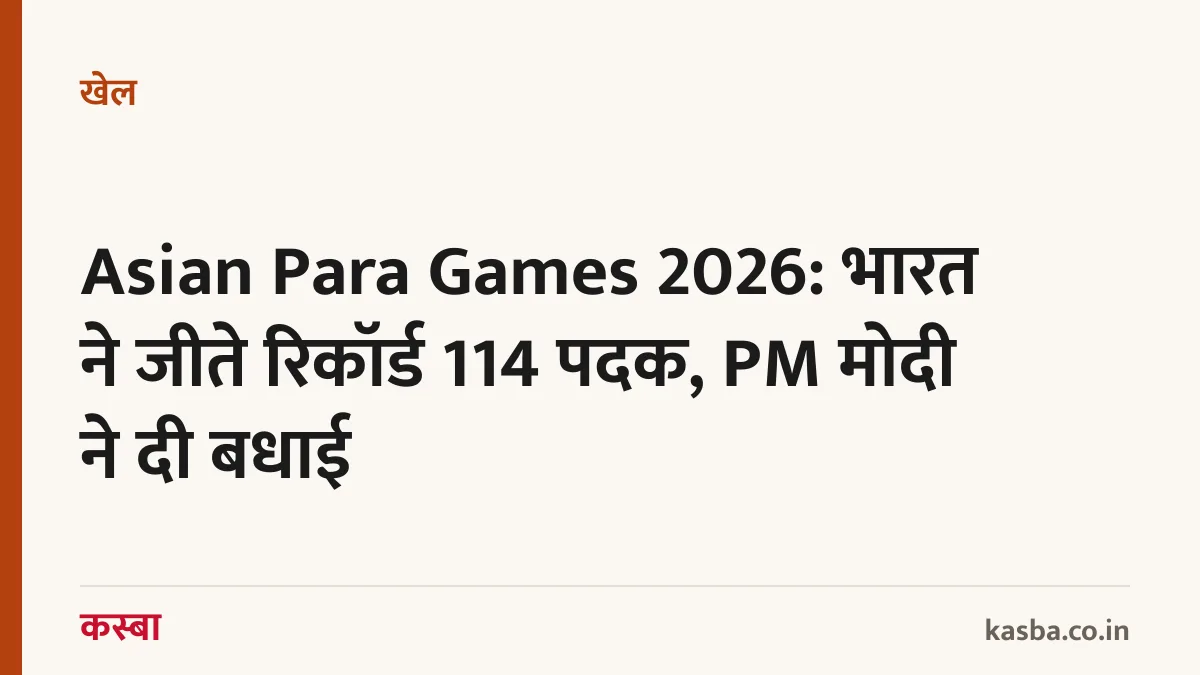 खेल
Asian Para Games 2026: भारत
ने जीते रिकॉर्ड 114 पदक, PM मोदी
ने दी बधाई
कस्बा
kasba.co.in